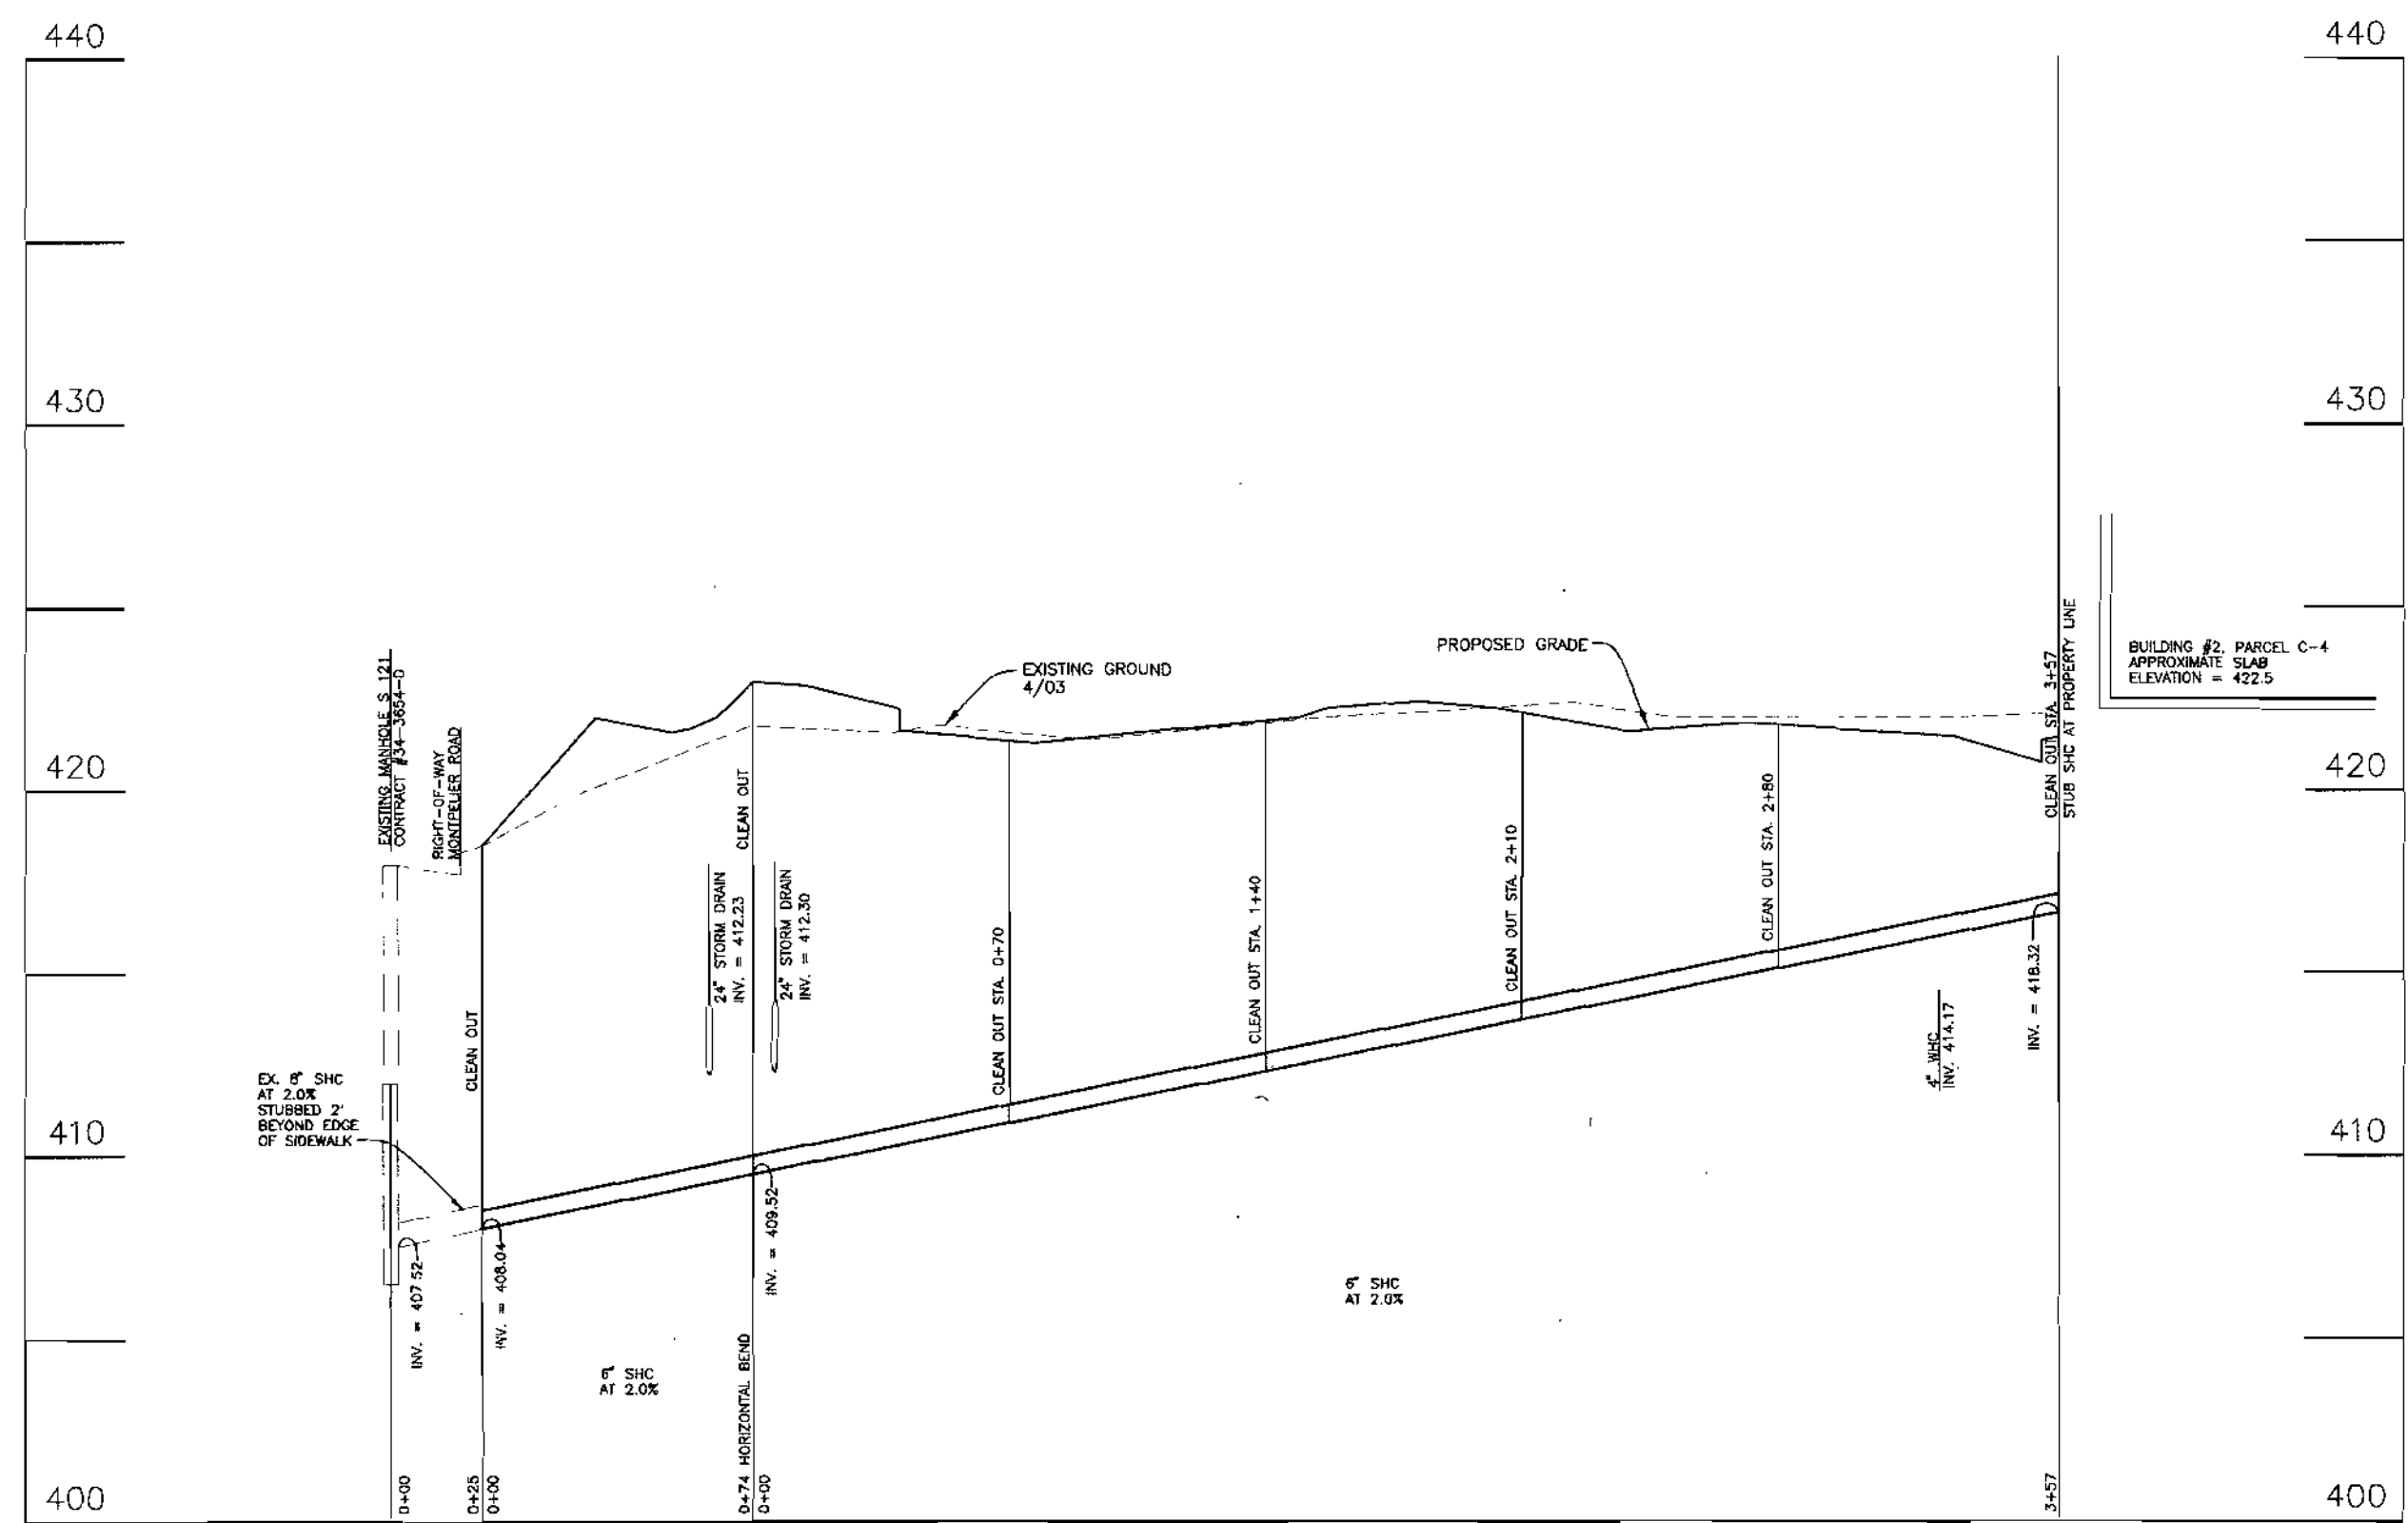 440
440
430
430
420
420
410
410
400
400
EXISTING MANHOLE S 121
CONTRACT #34-3654-D
RIGHT-OF-WAY
MONTPELIER ROAD
EXISTING GROUND
4/03
PROPOSED GRADE
BUILDING #2, PARCEL C-4
APPROXIMATE SLAB
ELEVATION = 422.5
CLEAN OUT STA. 3+57
STUB SHC AT PROPERTY LINE
CLEAN OUT
24" STORM DRAIN
INV. = 412.23
CLEAN OUT
24" STORM DRAIN
INV. = 412.30
CLEAN OUT STA. 0+70
CLEAN OUT STA. 1+40
CLEAN OUT STA. 2+10
CLEAN OUT STA. 2+80
4" WHC
INV. 414.17
INV. = 418.32
EX. 8" SHC
AT 2.0%
STUBBED 2'
BEYOND EDGE
OF SIDEWALK
INV. = 407.52
INV. = 408.04
INV. = 409.52
6" SHC
AT 2.0%
6" SHC
AT 2.0%
0+00
0+25
0+00
0+74 HORIZONTAL BEND
0+00
3+57